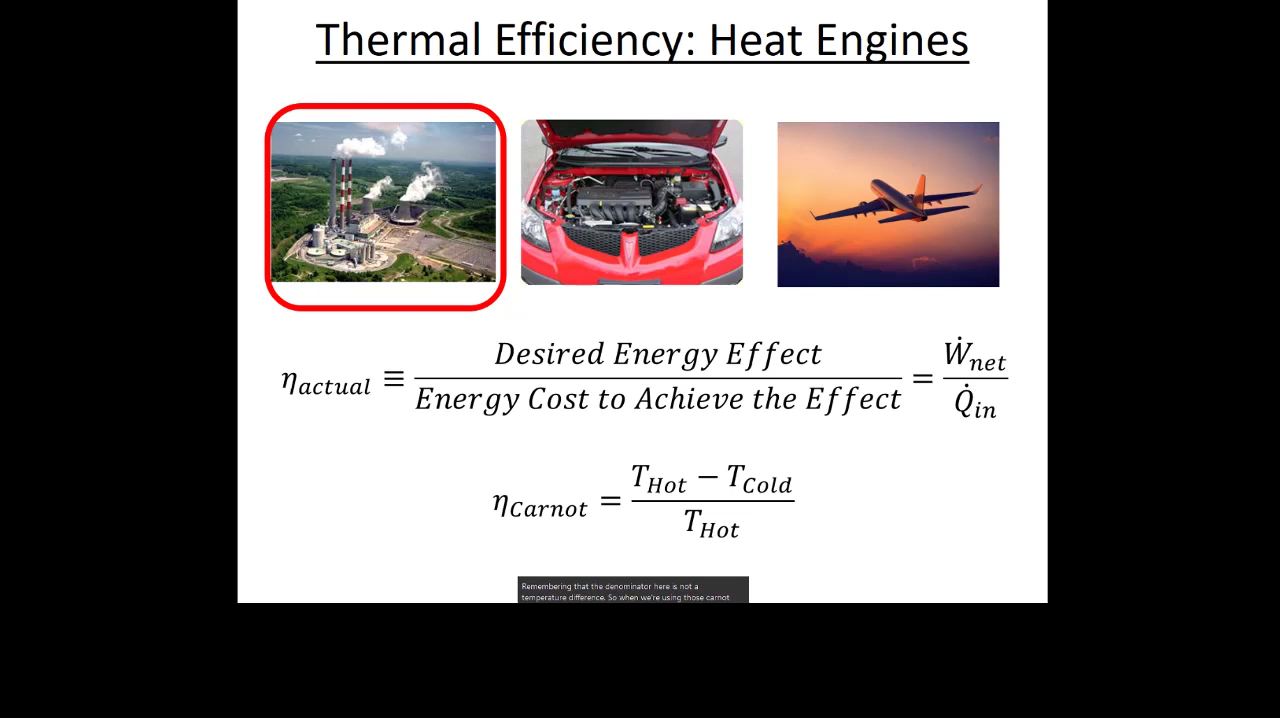 Thermal Efficiency: Heat Engines
η_actual ≡ Desired Energy Effect / Energy Cost to Achieve the Effect = Ẇ_net / Q̇_in
η_Carnot = T_Hot − T_Cold / T_Hot
Remembering that the denominator here is not a
temperature difference. So when we're using those carnot